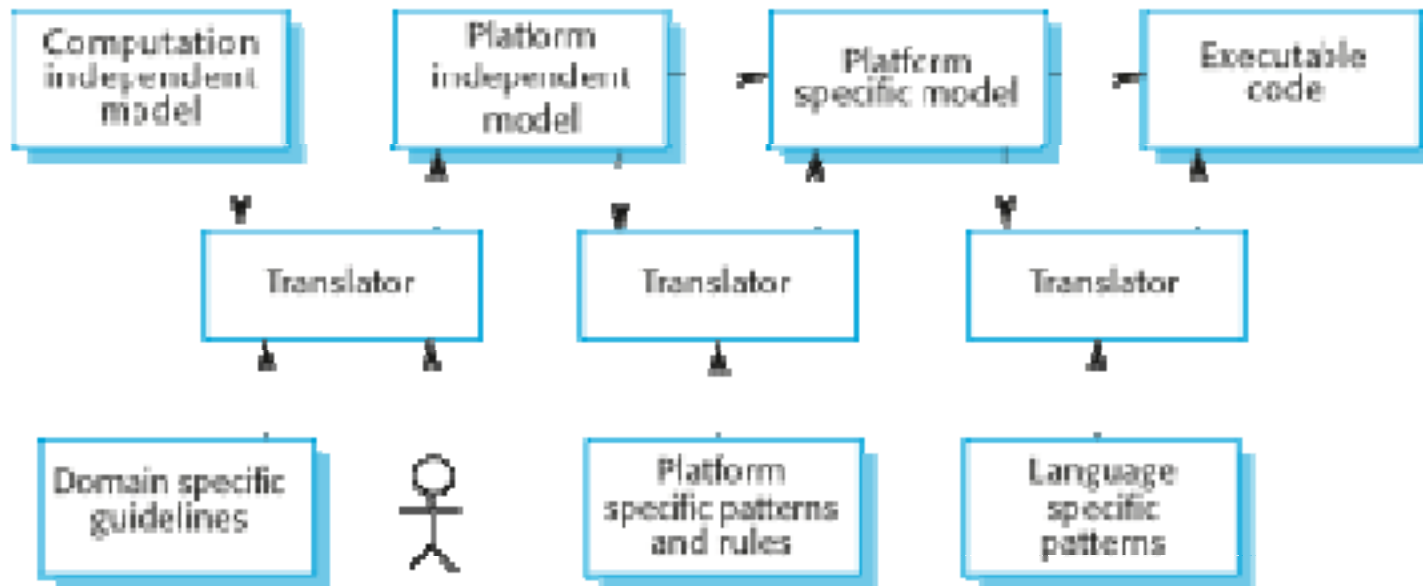 Computation
independent
model
Platform
independent
model
Platform
specific model
Executable
code
Translator
Translator
Translator
Domain specific
guidelines
Platform
specific patterns
and rules
Language
specific
patterns